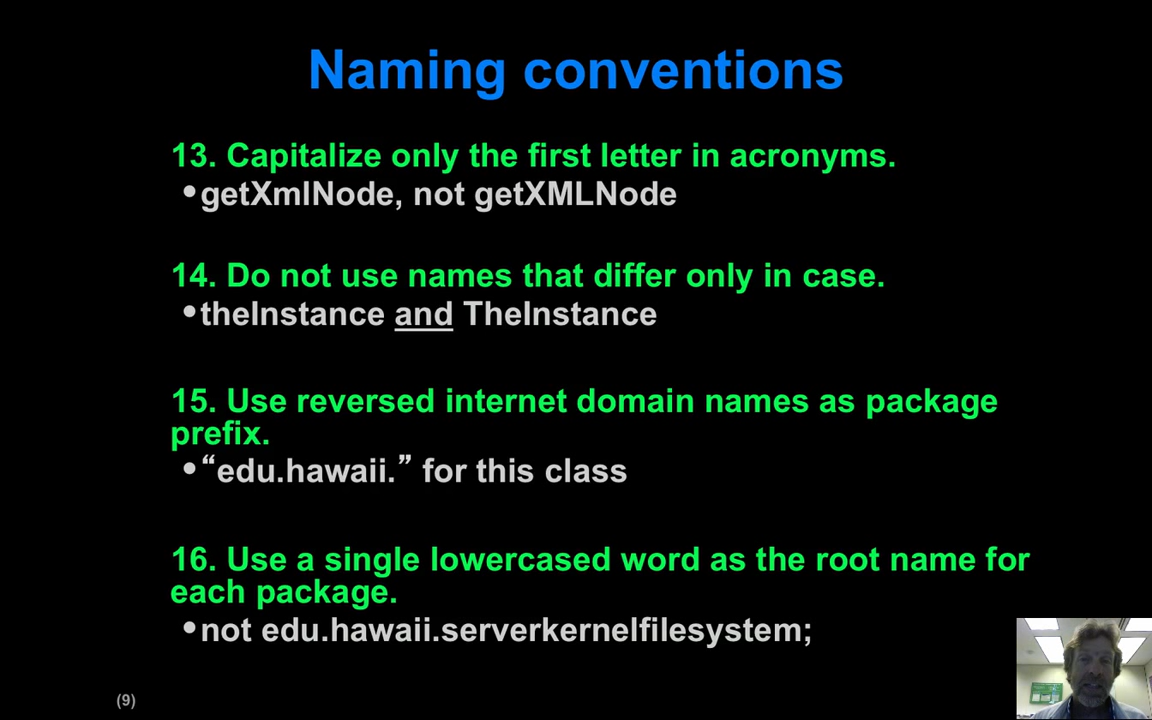 Naming conventions
13. Capitalize only the first letter in acronyms.
•getXmlNode, not getXMLNode
14. Do not use names that differ only in case.
•theInstance and TheInstance
15. Use reversed internet domain names as package
prefix.
•“edu.hawaii.” for this class
16. Use a single lowercased word as the root name for
each package.
•not edu.hawaii.serverkernelfilesystem;
(9)